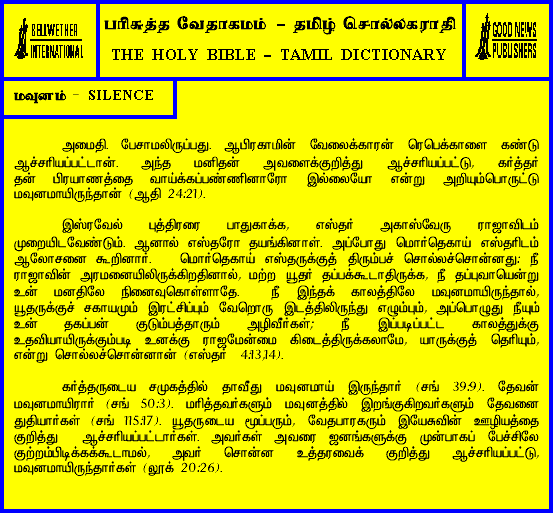 BELLWETHER
INTERNATIONAL
பரிசுத்த வேதாகமம் – தமிழ் சொல்லகராதி
THE HOLY BIBLE – TAMIL DICTIONARY
GOOD NEWS
PUBLISHERS
மவுனம் – SILENCE
அமைதி. பேசாமலிருப்பது. ஆபிரகாமின் வேலைக்காரன் ரெபெக்காளை கண்டு
ஆச்சரியப்பட்டான். அந்த மனிதன் அவளைக்குறித்து ஆச்சரியப்பட்டு, கர்த்தர்
தன் பிரயாணத்தை வாய்க்கப்பண்ணினாரோ இல்லையோ என்று அறியும்பொருட்டு
மவுனமாயிருந்தான் (ஆதி 24:21).
இஸ்ரவேல் புத்திரரை பாதுகாக்க, எஸ்தர் அகாஸ்வேரு ராஜாவிடம்
முறையிடவேண்டும். ஆனால் எஸ்தரோ தயங்கினாள். அப்போது மொர்தெகாய் எஸ்தரிடம்
ஆலோசனை கூறினார். மொர்தெகாய் எஸ்தருக்குத் திரும்பச் சொல்லச்சொன்னது: நீ
ராஜாவின் அரமனையிலிருக்கிறதினால், மற்ற யூதர் தப்பக்கூடாதிருக்க, நீ தப்புவாயென்று
உன் மனதிலே நினைவுகொள்ளாதே. நீ இந்தக் காலத்திலே மவுனமாயிருந்தால்,
யூதருக்குச் சகாயமும் இரட்சிப்பும் வேறொரு இடத்திலிருந்து எழும்பும், அப்பொழுது நீயும்
உன் தகப்பன் குடும்பத்தாரும் அழிவீர்கள்; நீ இப்படிப்பட்ட காலத்துக்கு
உதவியாயிருக்கும்படி உனக்கு ராஜமேன்மை கிடைத்திருக்கலாமே, யாருக்குத் தெரியும்,
என்று சொல்லச்சொன்னான் (எஸ்தர் 4:13,14).
கர்த்தருடைய சமுகத்தில் தாவீது மவுனமாய் இருந்தார் (சங் 39:9). தேவன்
மவுனமாயிரார் (சங் 50:3). மரித்தவர்களும் மவுனத்தில் இறங்குகிறவர்களும் தேவனை
துதியார்கள் (சங் 115:17). யூதருடைய மூப்பரும், வேதபாரகரும் இயேசுவின் ஊழியத்தை
குறித்து ஆச்சரியப்பட்டார்கள். அவர்கள் அவரை ஜனங்களுக்கு முன்பாகப் பேச்சிலே
குற்றம்பிடிக்கக்கூடாமல், அவர் சொன்ன உத்தரவைக் குறித்து ஆச்சரியப்பட்டு,
மவுனமாயிருந்தார்கள் (லூக் 20:26).